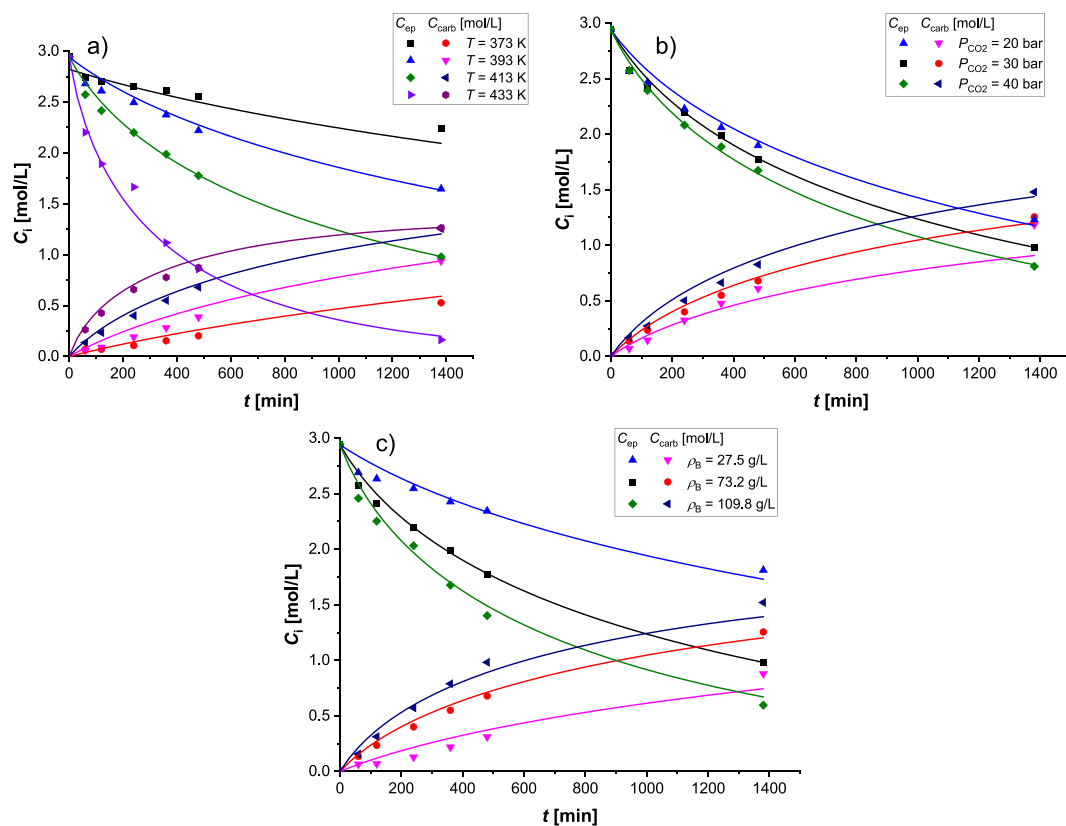 a)
C_ep C_carb [mol/L]
T = 373 K
T = 393 K
T = 413 K
T = 433 K
3.0
2.5
2.0
1.5
1.0
0.5
0.0
C_i [mol/L]
0 200 400 600 800 1000 1200 1400
t [min]
b)
C_ep C_carb [mol/L]
P_CO2 = 20 bar
P_CO2 = 30 bar
P_CO2 = 40 bar
3.0
2.5
2.0
1.5
1.0
0.5
0.0
C_i [mol/L]
0 200 400 600 800 1000 1200 1400
t [min]
c)
C_ep C_carb [mol/L]
ρ_B = 27.5 g/L
ρ_B = 73.2 g/L
ρ_B = 109.8 g/L
3.0
2.5
2.0
1.5
1.0
0.5
0.0
C_i [mol/L]
0 200 400 600 800 1000 1200 1400
t [min]